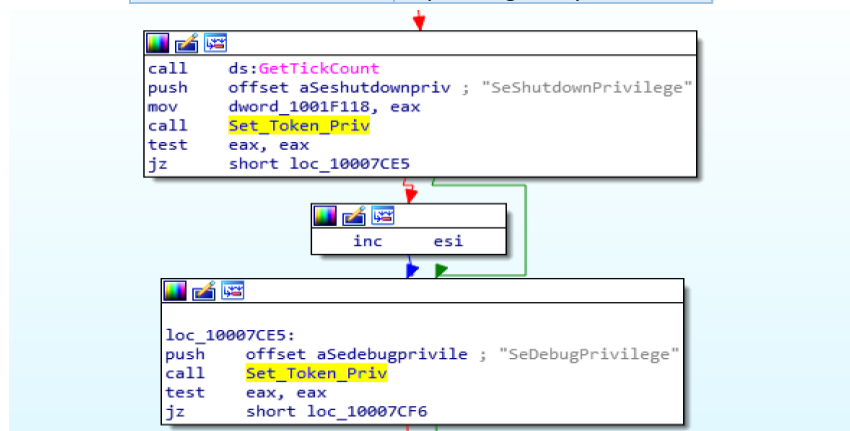 call ds:GetTickCount
push offset aSeshutdownpriv ; "SeShutdownPrivilege"
mov dword_1001F118, eax
call Set_Token_Priv
test eax, eax
jz short loc_10007CE5
inc esi
loc_10007CE5:
push offset aSedebugprivile ; "SeDebugPrivilege"
call Set_Token_Priv
test eax, eax
jz short loc_10007CF6